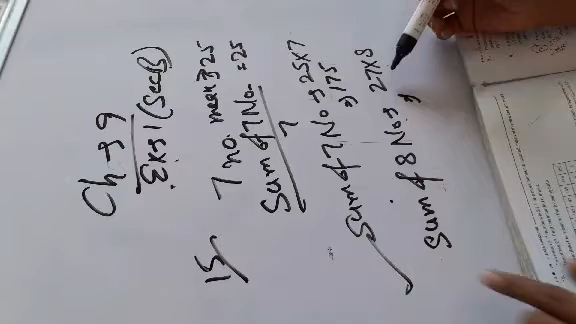 Ch → 9
Ex → 1 (Sec B)
15,
7 no. mean → 25
Sum of 7 No. = 25
7
Sum of 7 No → 25×7
→ 175
Sum of 8 No →, 27×8